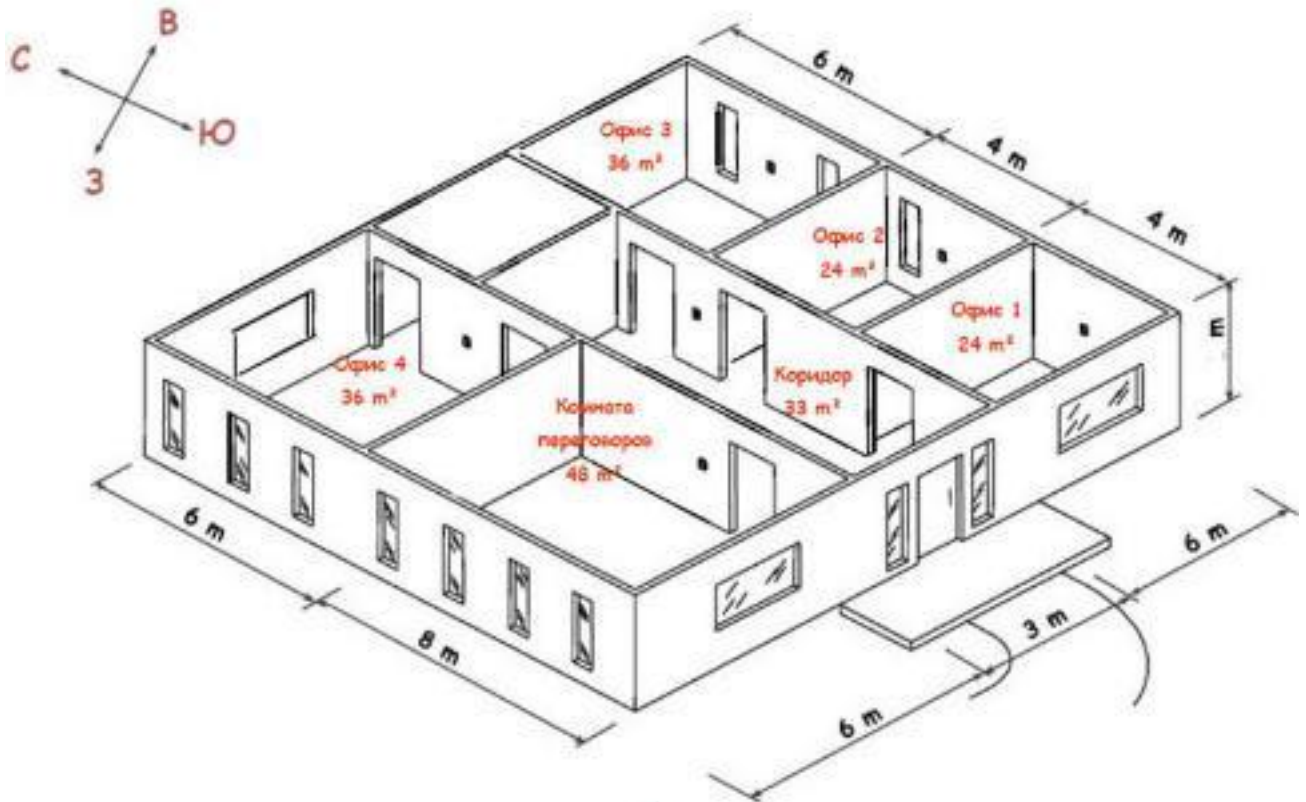 В
С
Ю
З
6 m
4 m
4 m
m
Офис 3
36 m²
Офис 2
24 m²
Офис 1
24 m²
Офис 4
36 m²
Комната
переговоров
48 m²
Коридор
33 m²
6 m
8 m
6 m
3 m
6 m